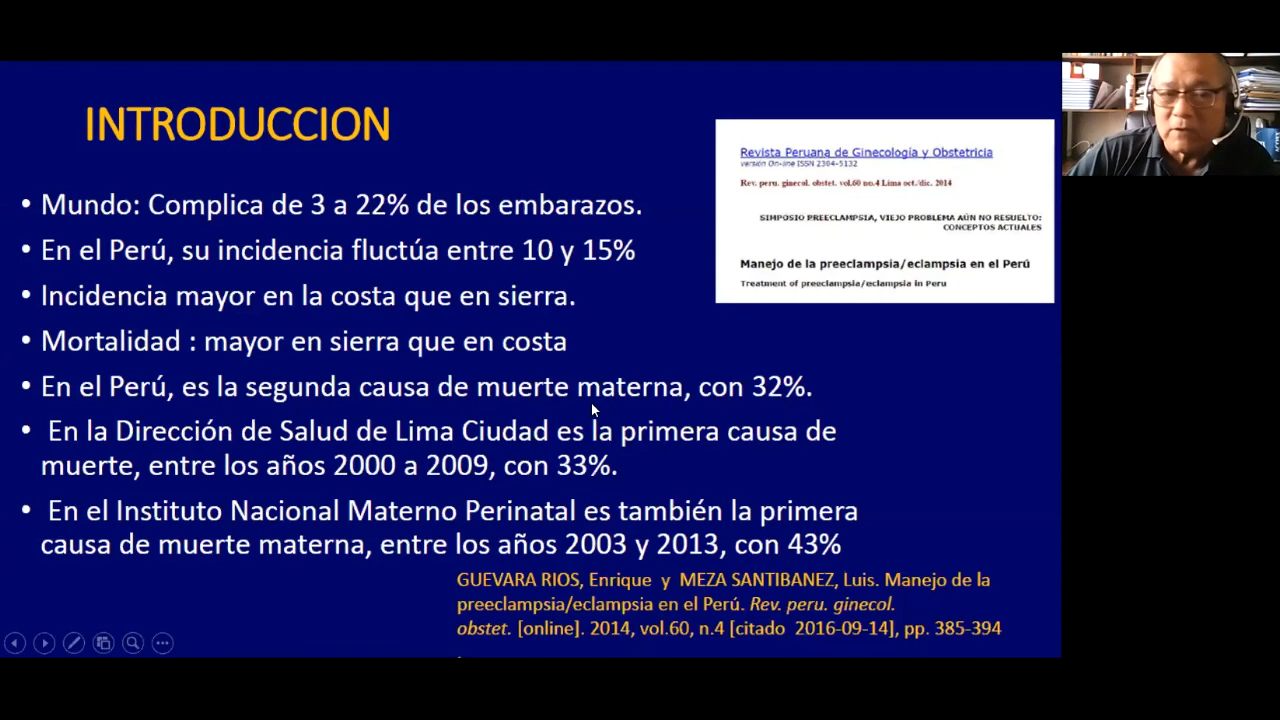 INTRODUCCION
• Mundo: Complica de 3 a 22% de los embarazos.
• En el Perú, su incidencia fluctúa entre 10 y 15%
• Incidencia mayor en la costa que en sierra.
• Mortalidad : mayor en sierra que en costa
• En el Perú, es la segunda causa de muerte materna, con 32%.
• En la Dirección de Salud de Lima Ciudad es la primera causa de
muerte, entre los años 2000 a 2009, con 33%.
• En el Instituto Nacional Materno Perinatal es también la primera
causa de muerte materna, entre los años 2003 y 2013, con 43%
Revista Peruana de Ginecología y Obstetricia
versión On-line ISSN 2304-5132
Rev. peru. ginecol. obstet. vol.60 no.4 Lima oct./dic. 2014
SIMPOSIO PREECLAMPSIA, VIEJO PROBLEMA AÚN NO RESUELTO:
CONCEPTOS ACTUALES
Manejo de la preeclampsia/eclampsia en el Perú
Treatment of preeclampsia/eclampsia in Peru
GUEVARA RIOS, Enrique y MEZA SANTIBANEZ, Luis. Manejo de la
preeclampsia/eclampsia en el Perú. Rev. peru. ginecol.
obstet. [online]. 2014, vol.60, n.4 [citado 2016-09-14], pp. 385-394